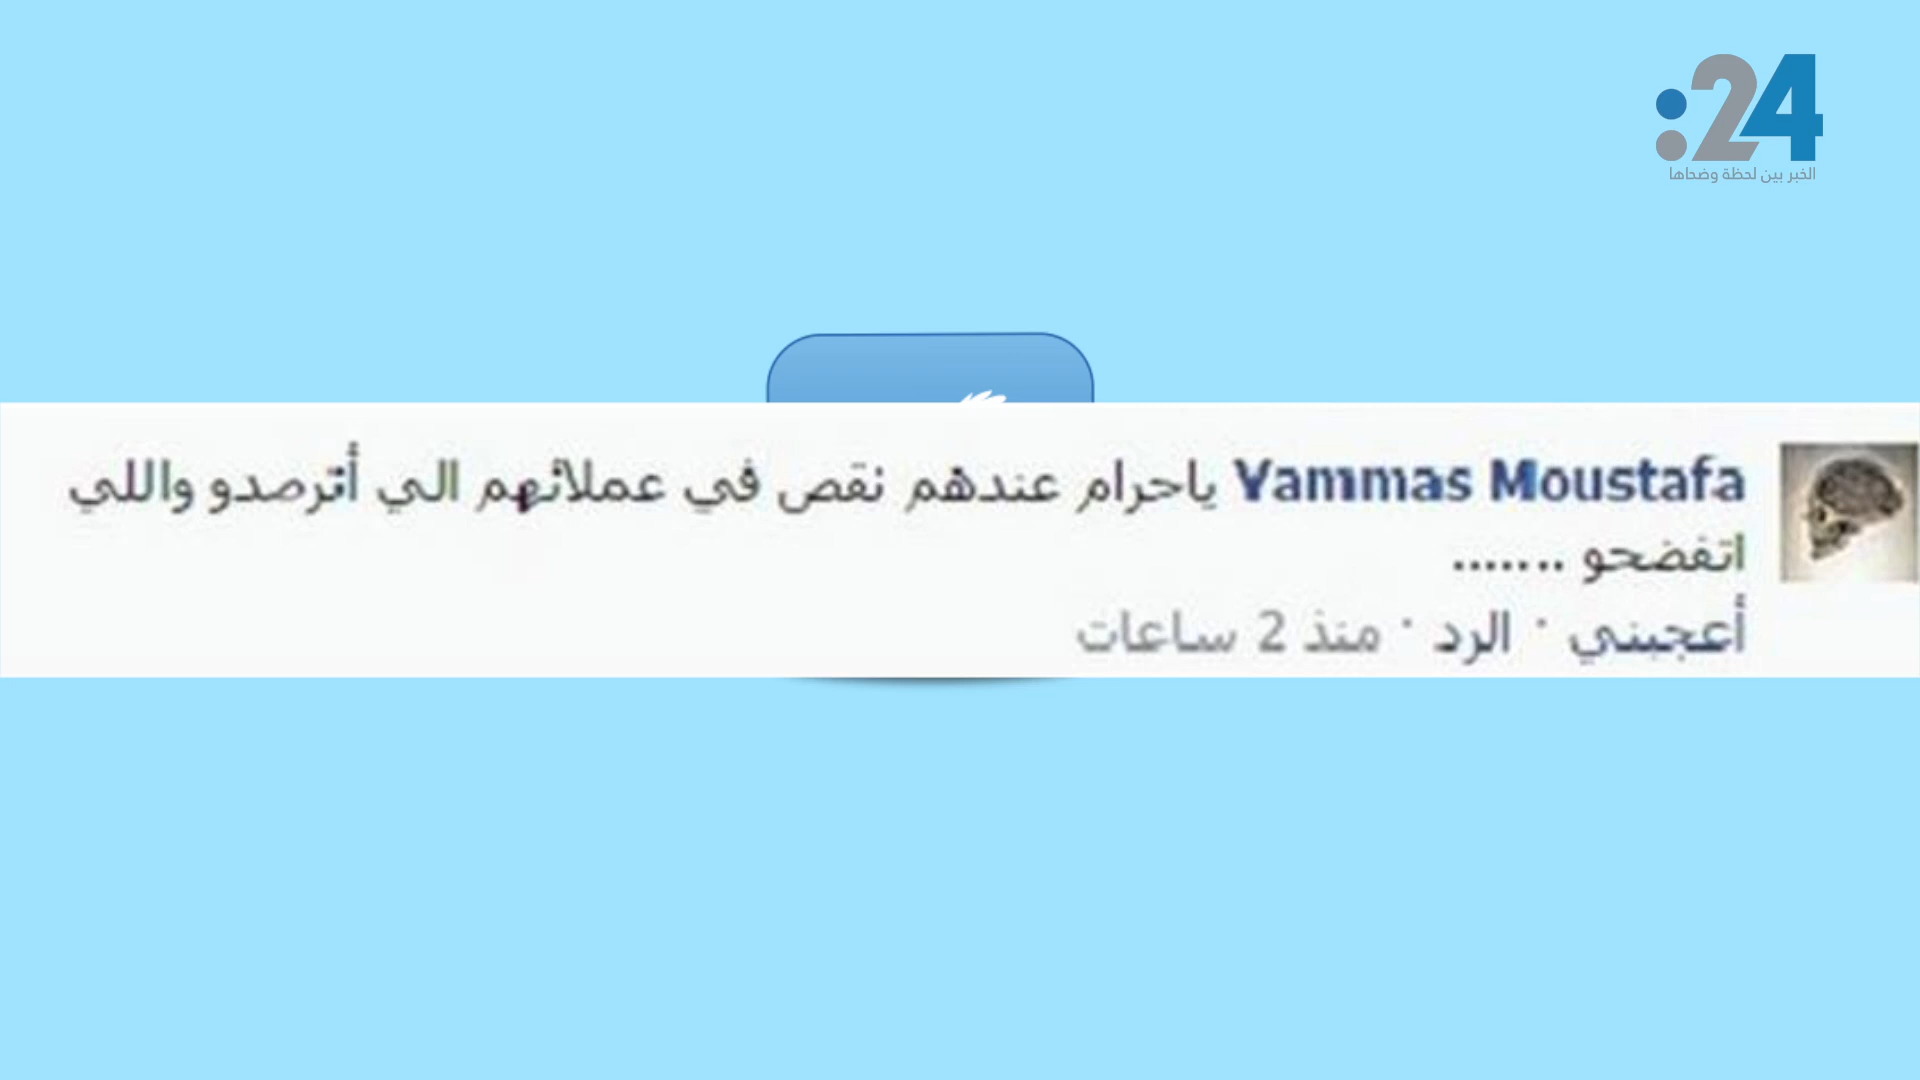 :24
الخبر بين لحظة وضحاها
Yammas Moustafa ياحرام عندهم نقص في عملائهم الي أترصدو واللي
اتفضحو .......
أعجبني · الرد · منذ 2 ساعات